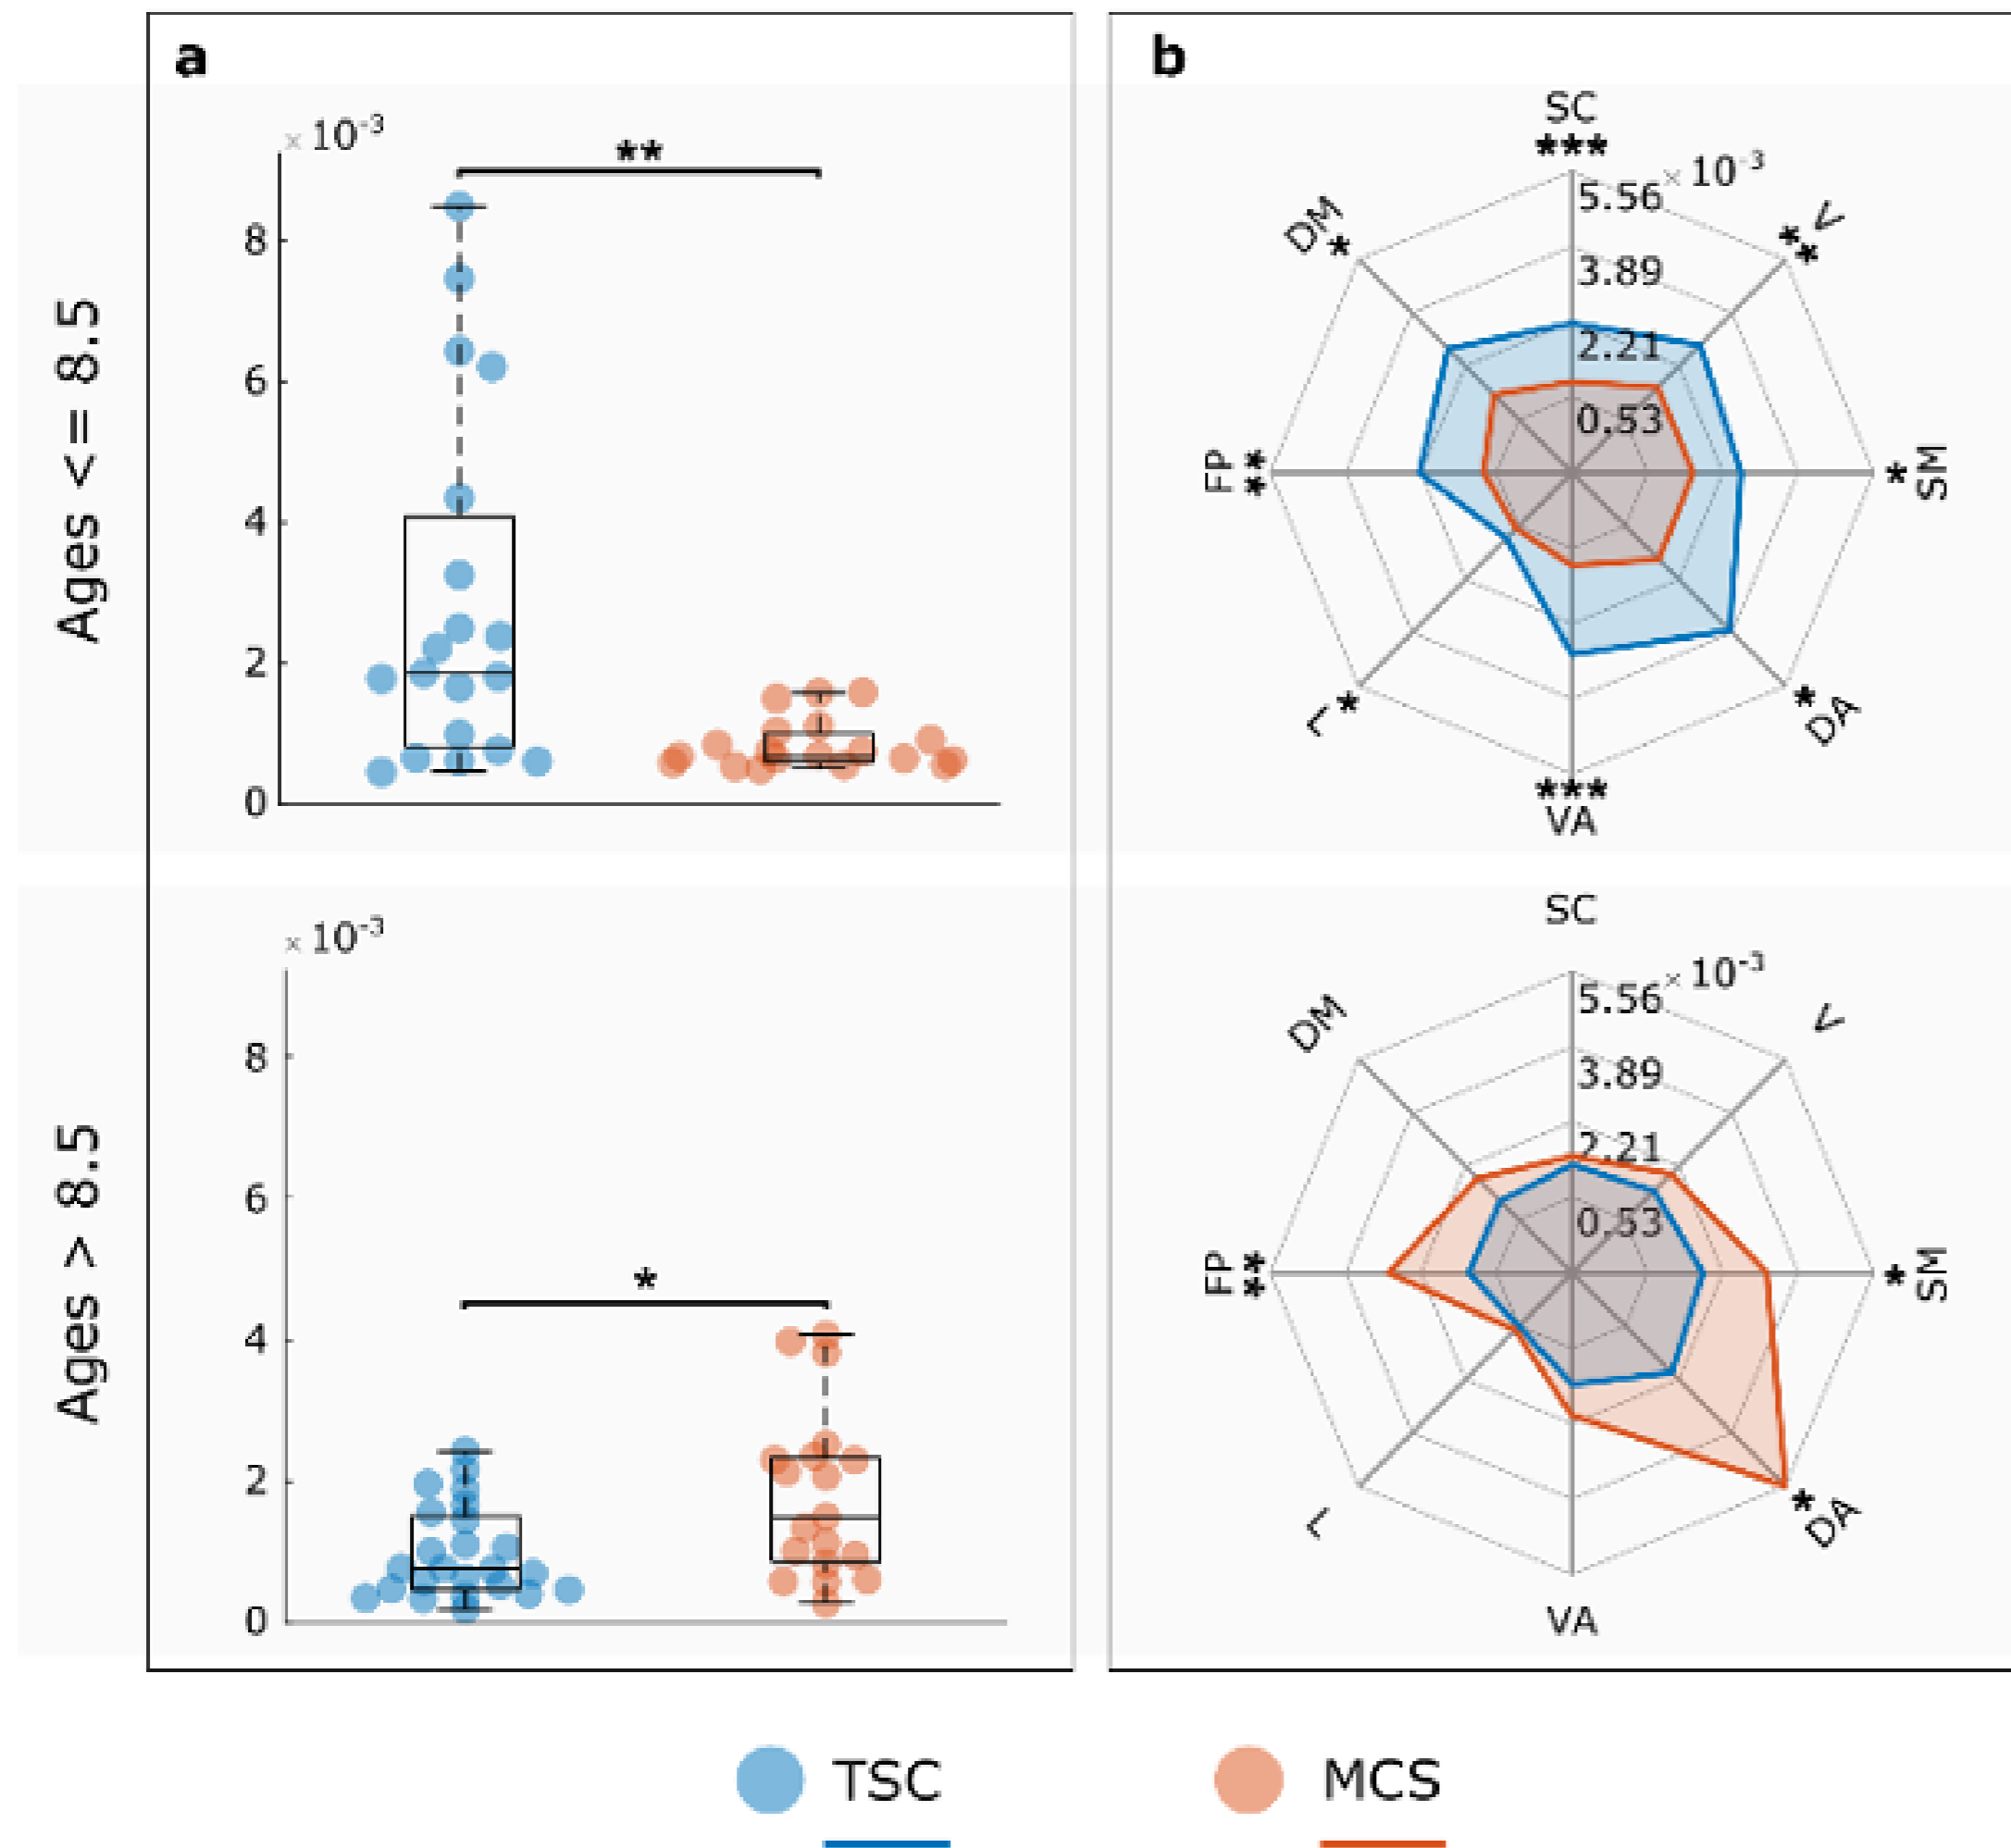 a
b
Ages <= 8.5
× 10-3
**
8
6
4
2
0
SC
***
× 10-3
5.56
3.89
2.21
0.53
DM
*
V
**
FP
**
SM
*
L
*
DA
*
***
VA
Ages > 8.5
× 10-3
*
8
6
4
2
0
SC
× 10-3
5.56
3.89
2.21
0.53
DM
V
FP
**
SM
*
L
DA
*
VA
TSC
MCS